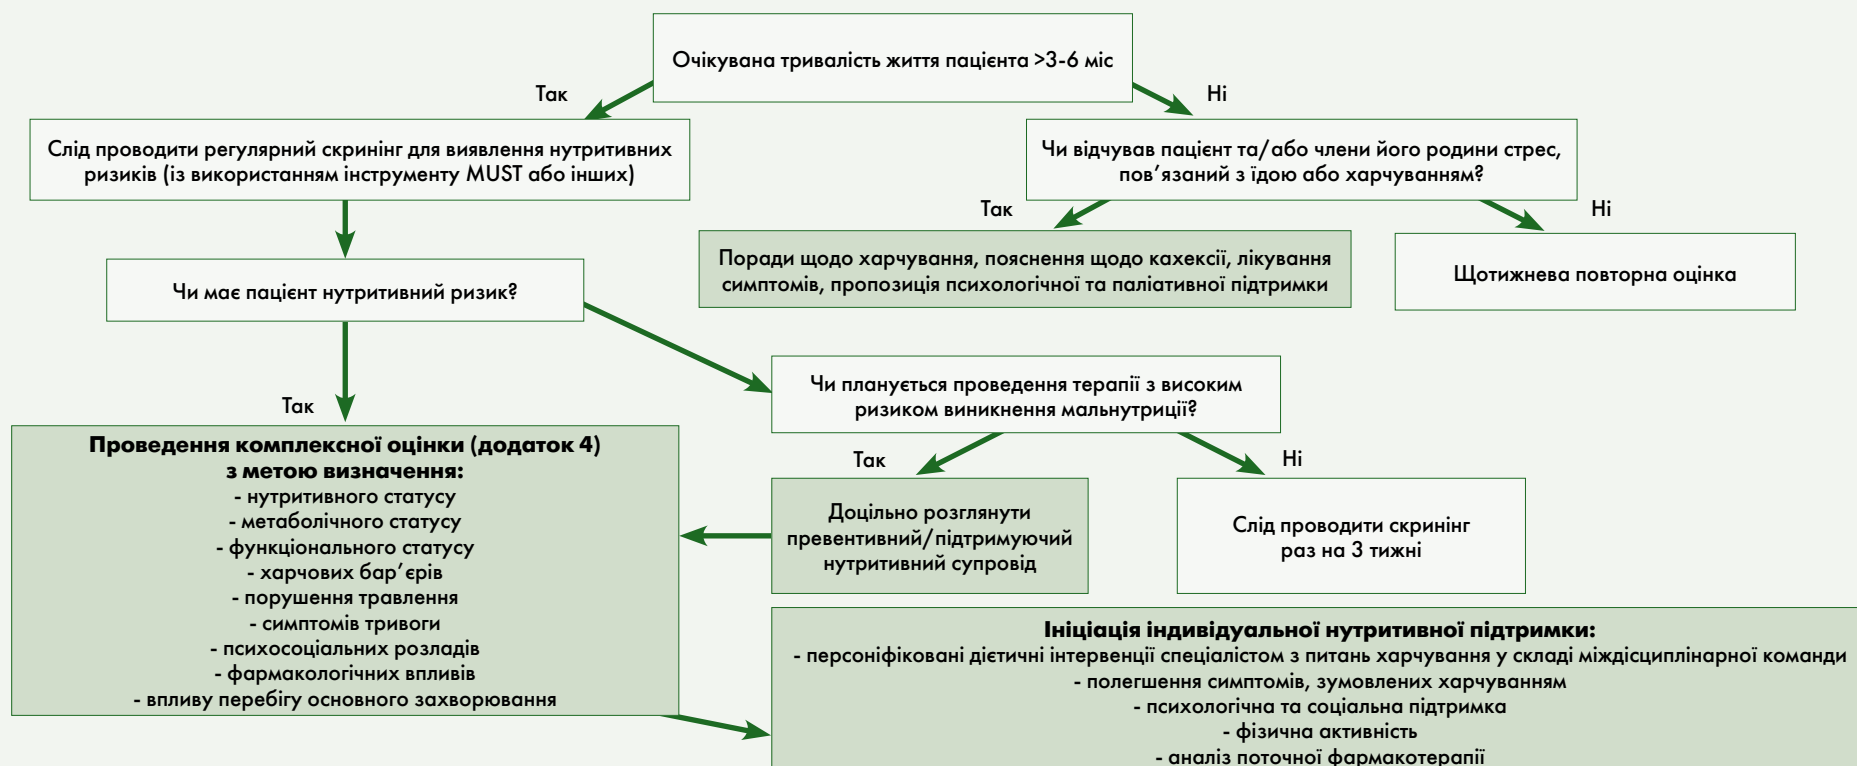 Очікувана тривалість життя пацієнта >3-6 міс
Так
Ні
Слід проводити регулярний скринінг для виявлення нутритивних
ризиків (із використанням інструменту MUST або інших)
Чи відчував пацієнт та/або члени його родини стрес,
пов’язаний з їдою або харчуванням?
Так
Ні
Поради щодо харчування, пояснення щодо кахексії, лікування
симптомів, пропозиція психологічної та паліативної підтримки
Щотижнева повторна оцінка
Чи має пацієнт нутритивний ризик?
Чи планується проведення терапії з високим
ризиком виникнення мальнутриції?
Так
Проведення комплексної оцінки (додаток 4)
з метою визначення:
- нутритивного статусу
- метаболічного статусу
- функціонального статусу
- харчових бар’єрів
- порушення травлення
- симптомів тривоги
- психосоціальних розладів
- фармакологічних впливів
- впливу перебігу основного захворювання
Так
Ні
Доцільно розглянути
превентивний/підтримуючий
нутритивний супровід
Слід проводити скринінг
раз на 3 тижні
Ініціація індивідуальної нутритивної підтримки:
- персоніфіковані дієтичні інтервенції спеціалістом з питань харчування у складі міждисциплінарної команди
- полегшення симптомів, зумовлених харчуванням
- психологічна та соціальна підтримка
- фізична активність
- аналіз поточної фармакотерапії